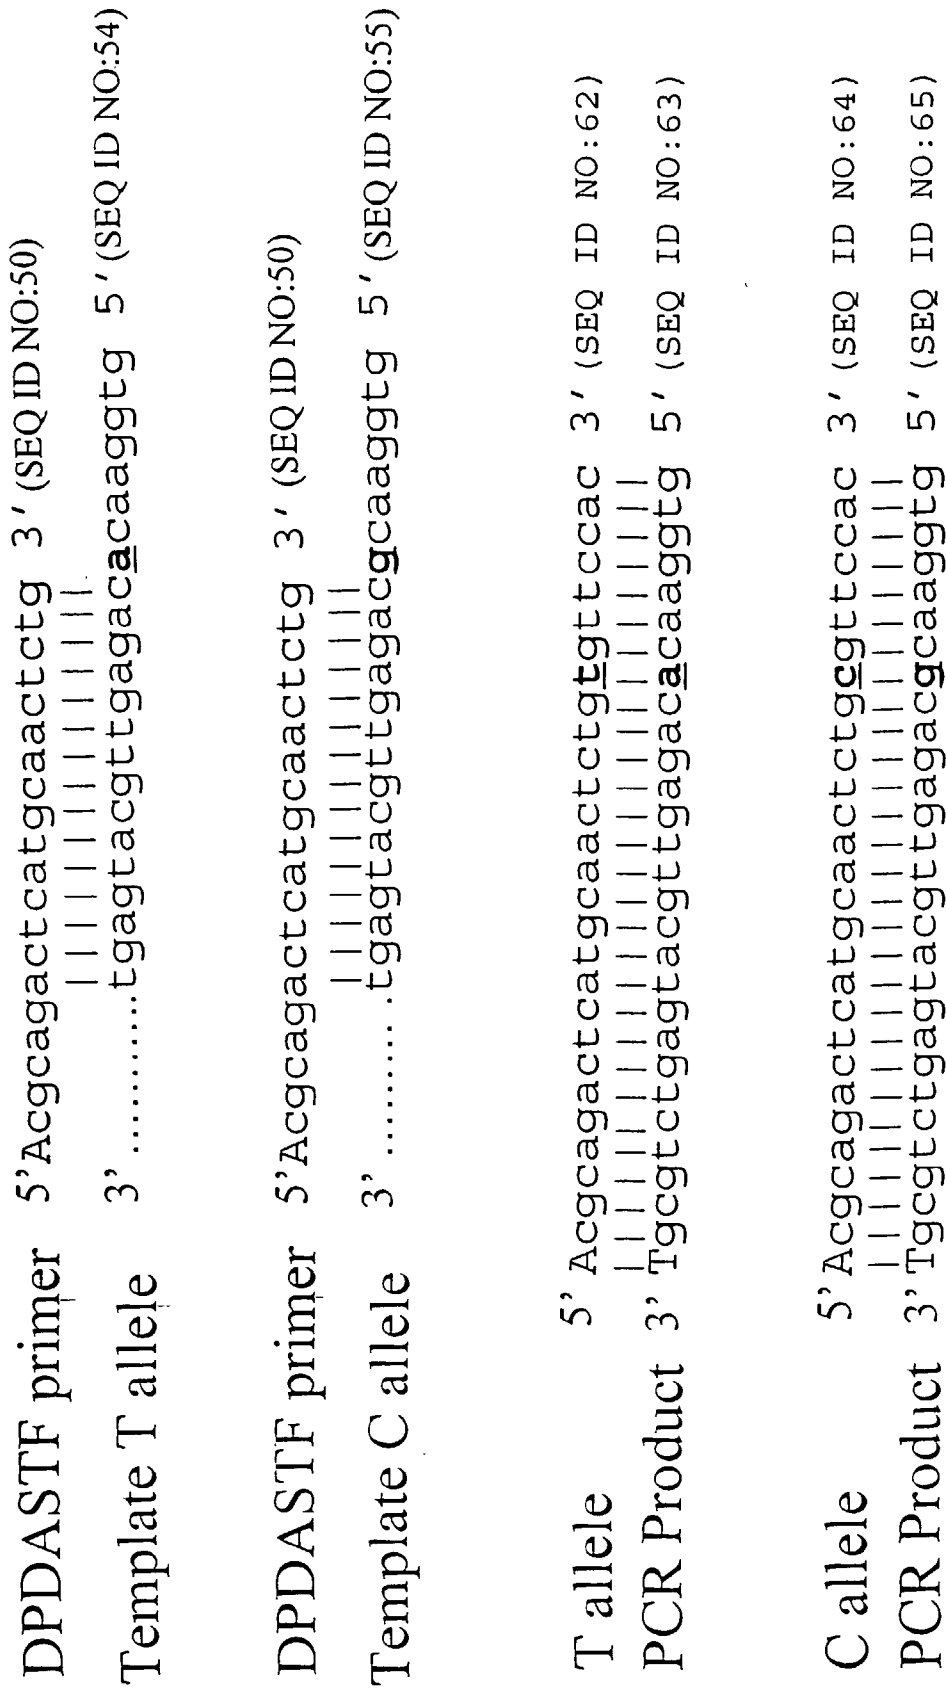 DPDASTF primer 5’Acgcagactcatgcaactctg 3′ (SEQ ID NO:50)
Template T allele 3’ ............tgagtacgttgagacacaaggtg 5′ (SEQ ID NO:54)
DPDASTF primer 5’Acgcagactcatgcaactctg 3′ (SEQ ID NO:50)
Template C allele 3’ ..........tgagtacgttgagacgcaaggtg 5′ (SEQ ID NO:55)
T allele 5’ Acgcagactcatgcaactctgtgttccac 3′ (SEQ ID NO:62)
PCR Product 3’ Tgcgtctgagtacgttgagacacaaggtg 5′ (SEQ ID NO:63)
C allele 5’ Acgcagactcatgcaactctgcgttccac 3′ (SEQ ID NO:64)
PCR Product 3’ Tgcgtctgagtacgttgagacgcaaggtg 5′ (SEQ ID NO:65)